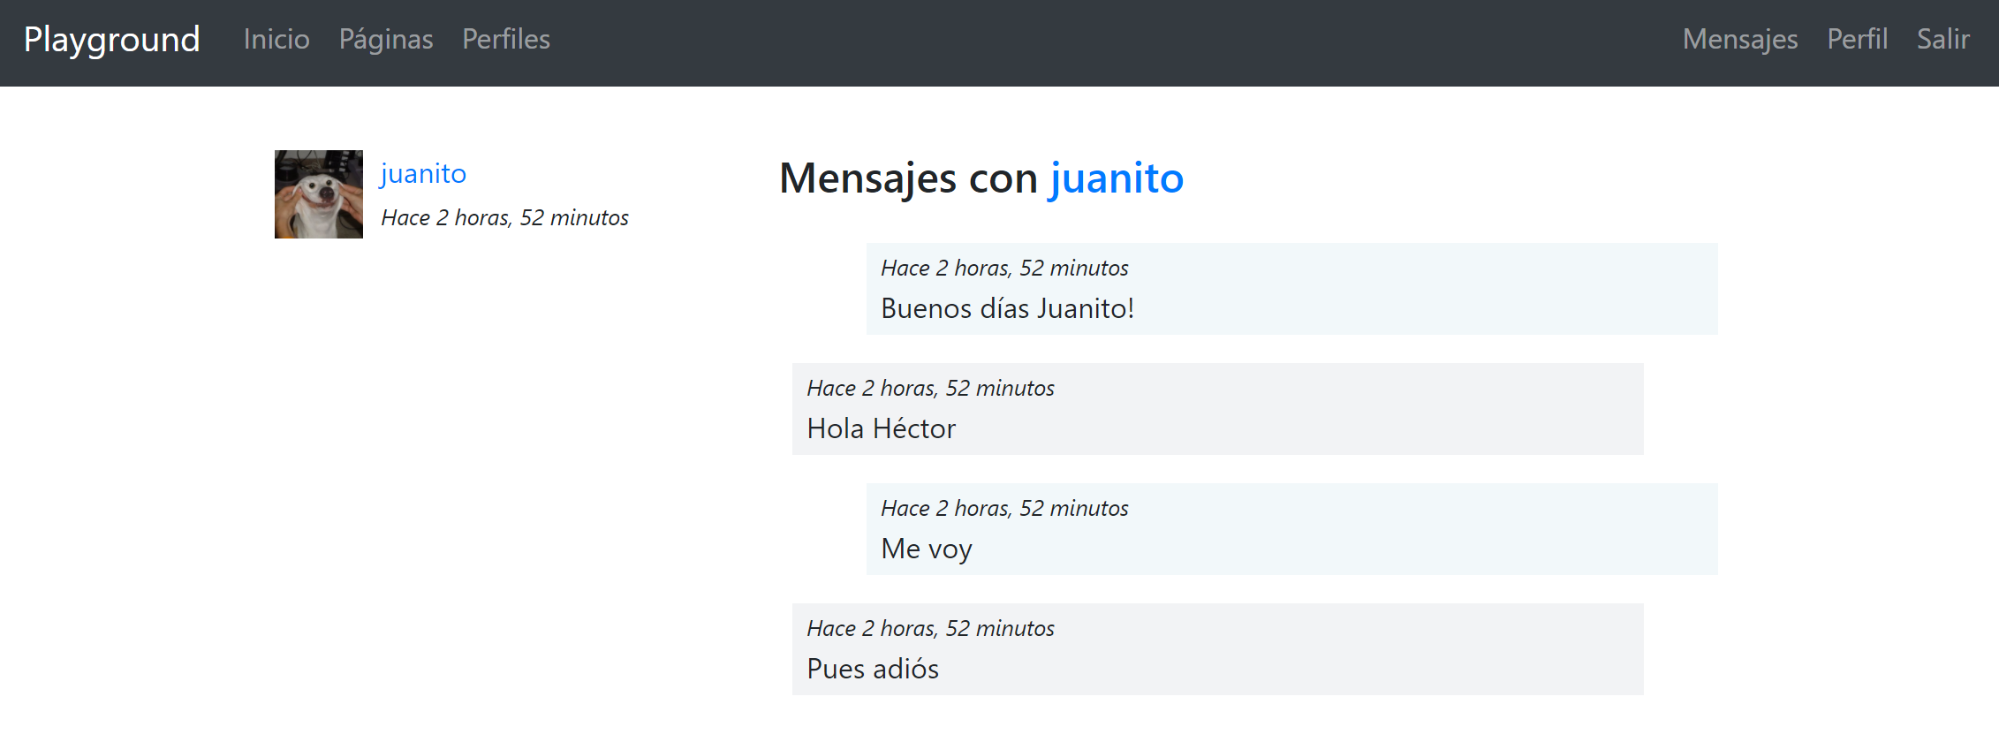 Playground Inicio Páginas Perfiles Mensajes Perfil Salir
juanito
Hace 2 horas, 52 minutos
Mensajes con juanito
Hace 2 horas, 52 minutos
Buenos días Juanito!
Hace 2 horas, 52 minutos
Hola Héctor
Hace 2 horas, 52 minutos
Me voy
Hace 2 horas, 52 minutos
Pues adiós